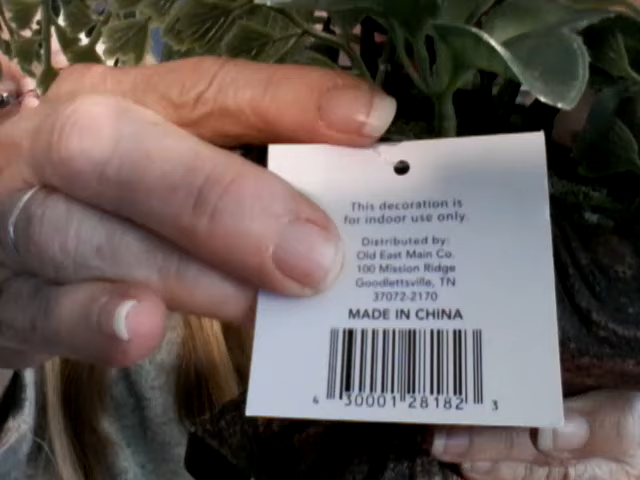 This decoration is
for indoor use only.
Distributed by:
Old East Main Co.
100 Mission Ridge
Goodlettsville, TN
37072-2170
MADE IN CHINA
4 30001 28182 3